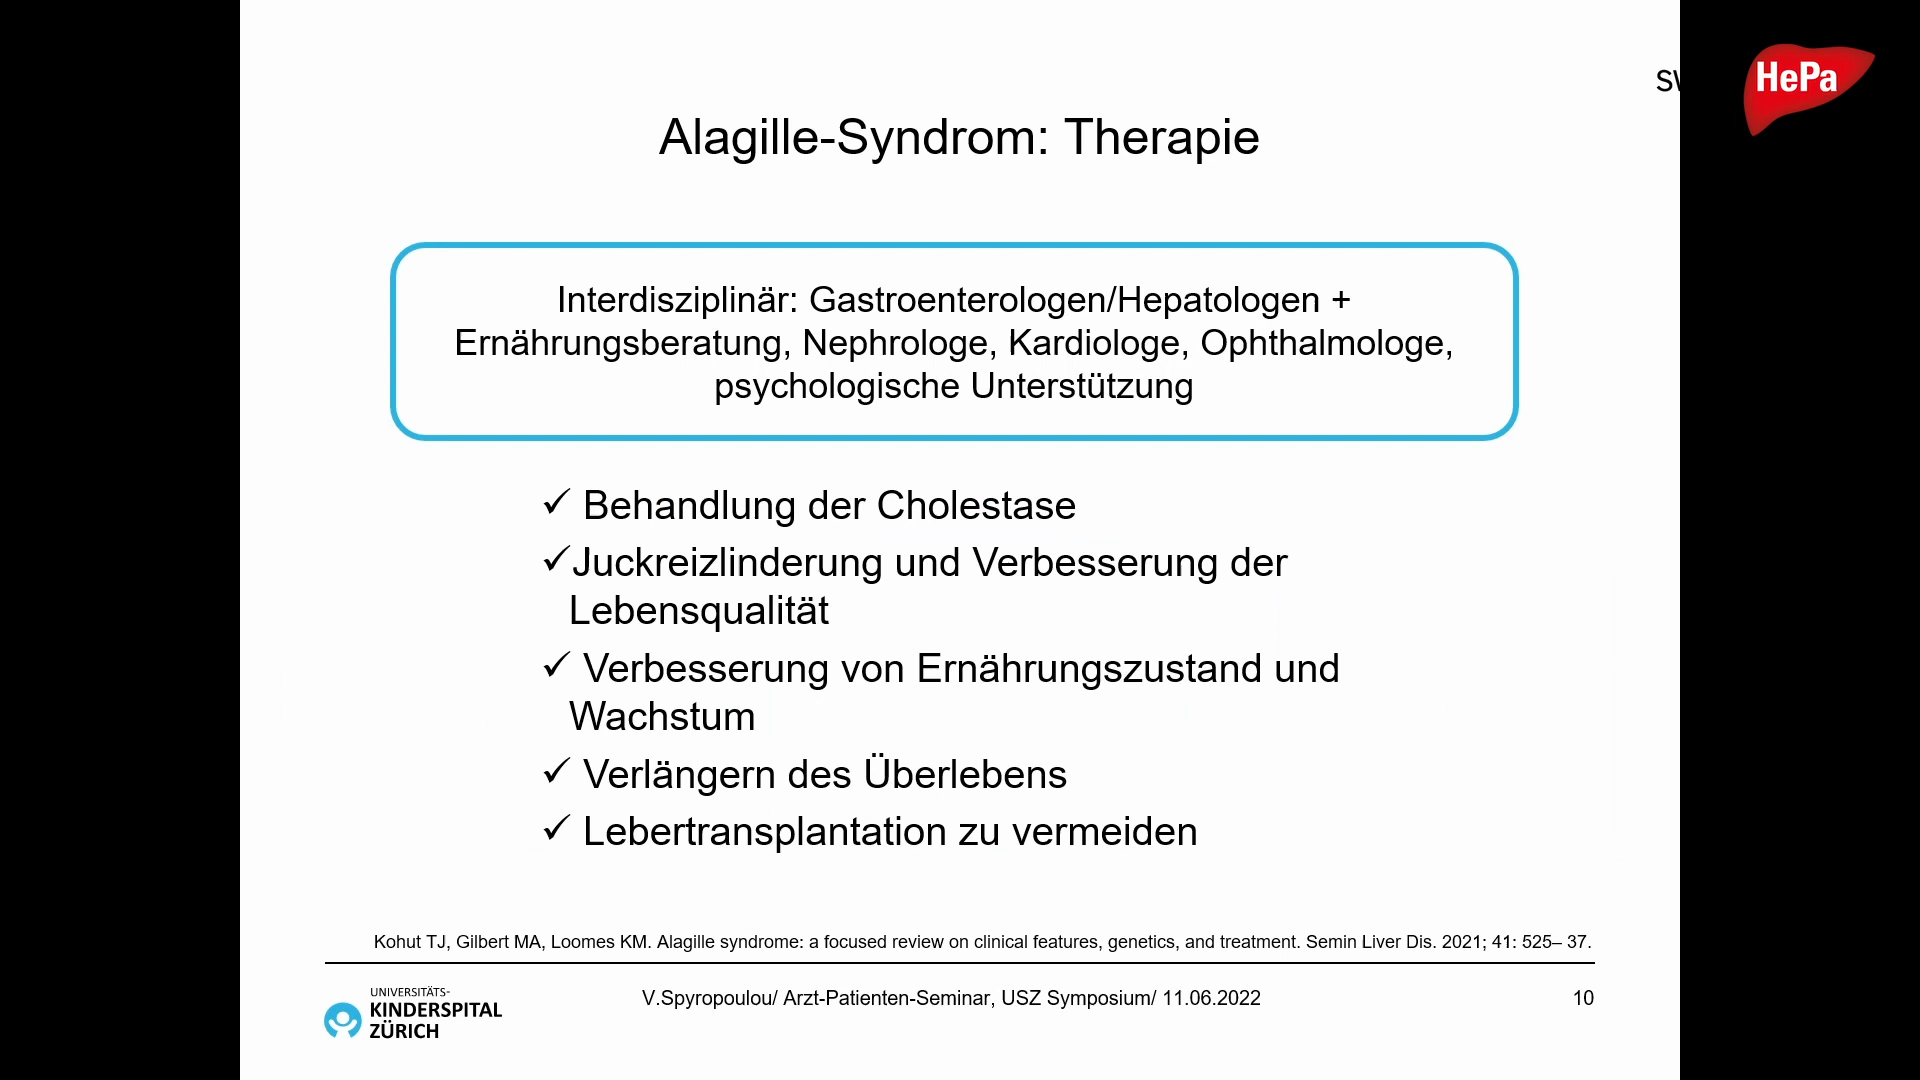 HePa
Alagille-Syndrom: Therapie
Interdisziplinär: Gastroenterologen/Hepatologen +
Ernährungsberatung, Nephrologe, Kardiologe, Ophthalmologe,
psychologische Unterstützung
✓ Behandlung der Cholestase
✓Juckreizlinderung und Verbesserung der
Lebensqualität
✓ Verbesserung von Ernährungszustand und
Wachstum
✓ Verlängern des Überlebens
✓ Lebertransplantation zu vermeiden
Kohut TJ, Gilbert MA, Loomes KM. Alagille syndrome: a focused review on clinical features, genetics, and treatment. Semin Liver Dis. 2021; 41: 525– 37.
UNIVERSITÄTS-
KINDERSPITAL
ZÜRICH
V.Spyropoulou/ Arzt-Patienten-Seminar, USZ Symposium/ 11.06.2022
10